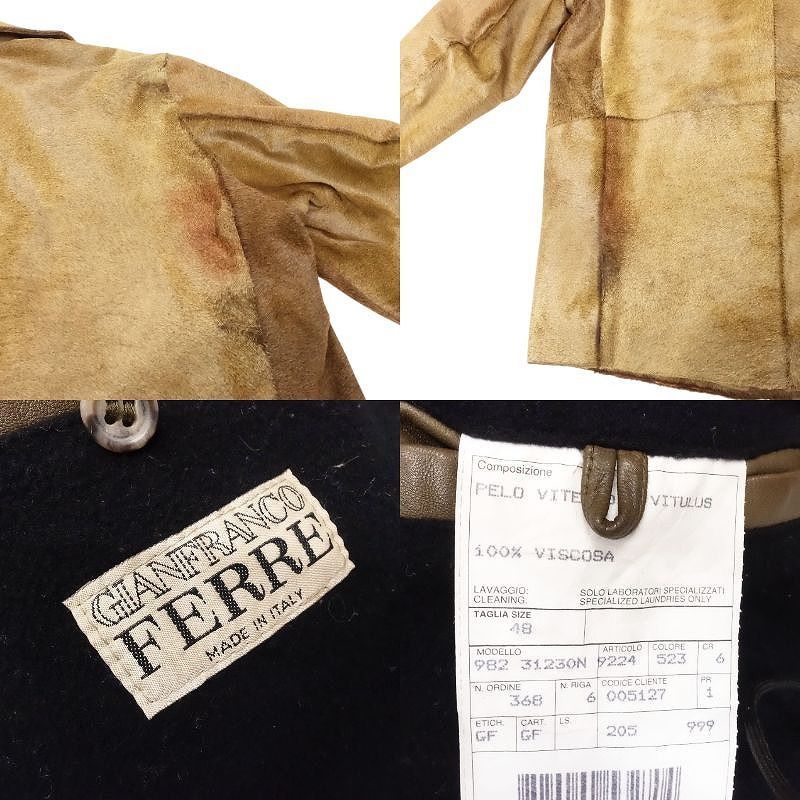 GIANFRANCO
FERRE
MADE IN ITALY
Composizione
PELO VITE VITULUS
100% VISCOSA
LAVAGGIO: SOLO LABORATORI SPECIALIZZATI
CLEANING: SPECIALIZED LAUNDRIES ONLY
TAGLIA SIZE
48
MODELLO ARTICOLO COLORE CR
982 31230N 9224 523 6
N. ORDINE N. RIGA CODICE CLIENTE PR
368 6 005127 1
ETICH. CART. LS.
GF GF 205 999